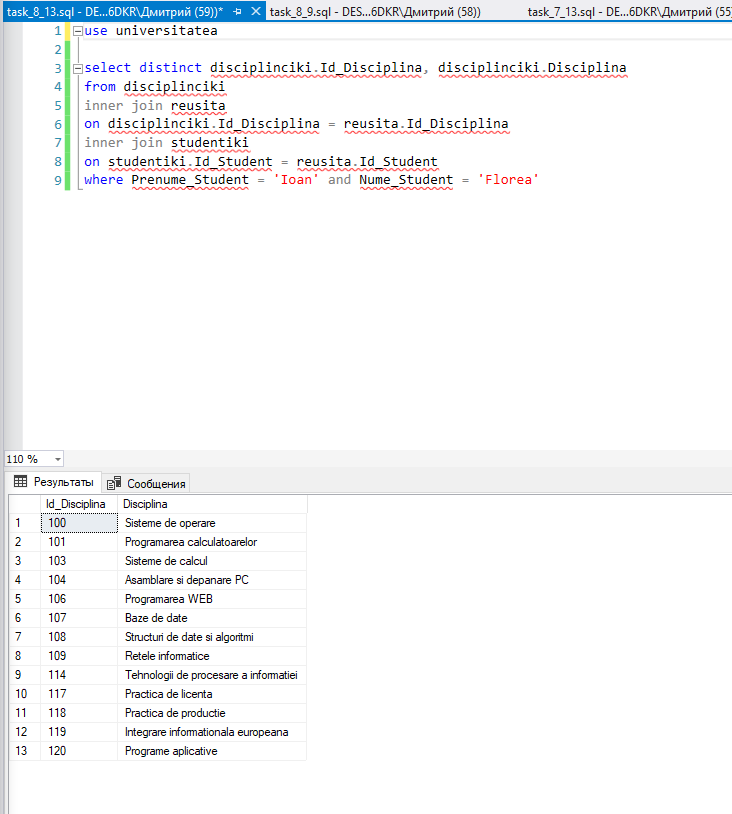 task_8_13.sql - DE...6DKR\Дмитрий (59))* task_8_9.sql - DES...6DKR\Дмитрий (58)) task_7_13.sql - DE...6DKR\Дмитрий (55)
1 use universitatea
2
3 select distinct disciplinciki.Id_Disciplina, disciplinciki.Disciplina
4 from disciplinciki
5 inner join reusita
6 on disciplinciki.Id_Disciplina = reusita.Id_Disciplina
7 inner join studentiki
8 on studentiki.Id_Student = reusita.Id_Student
9 where Prenume_Student = 'Ioan' and Nume_Student = 'Florea'
110 %
Результаты Сообщения
Id_Disciplina Disciplina
1 100 Sisteme de operare
2 101 Programarea calculatoarelor
3 103 Sisteme de calcul
4 104 Asamblare si depanare PC
5 106 Programarea WEB
6 107 Baze de date
7 108 Structuri de date si algoritmi
8 109 Retele informatice
9 114 Tehnologii de procesare a informatiei
10 117 Practica de licenta
11 118 Practica de productie
12 119 Integrare informationala europeana
13 120 Programe aplicative